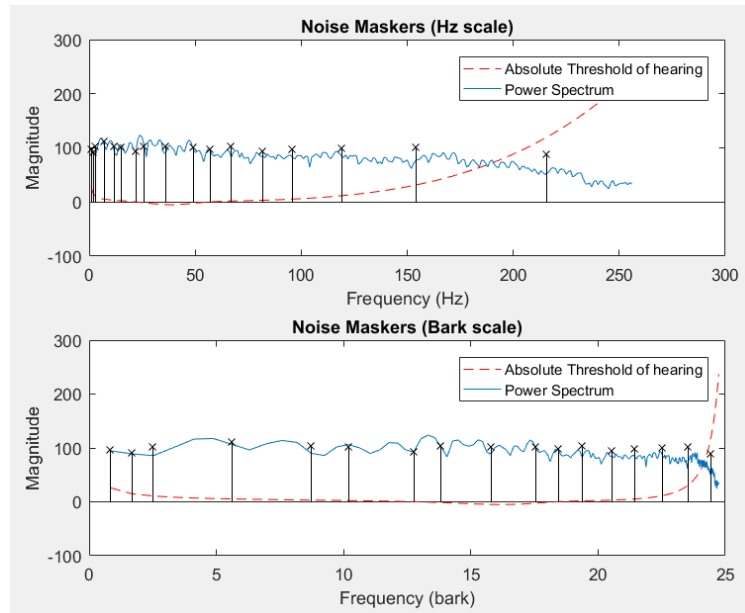 Noise Maskers (Hz scale)
300
200
100
0
-100
Magnitude
Absolute Threshold of hearing
Power Spectrum
0
50
100
150
200
250
300
Frequency (Hz)
Noise Maskers (Bark scale)
300
200
100
0
-100
Magnitude
Absolute Threshold of hearing
Power Spectrum
0
5
10
15
20
25
Frequency (bark)